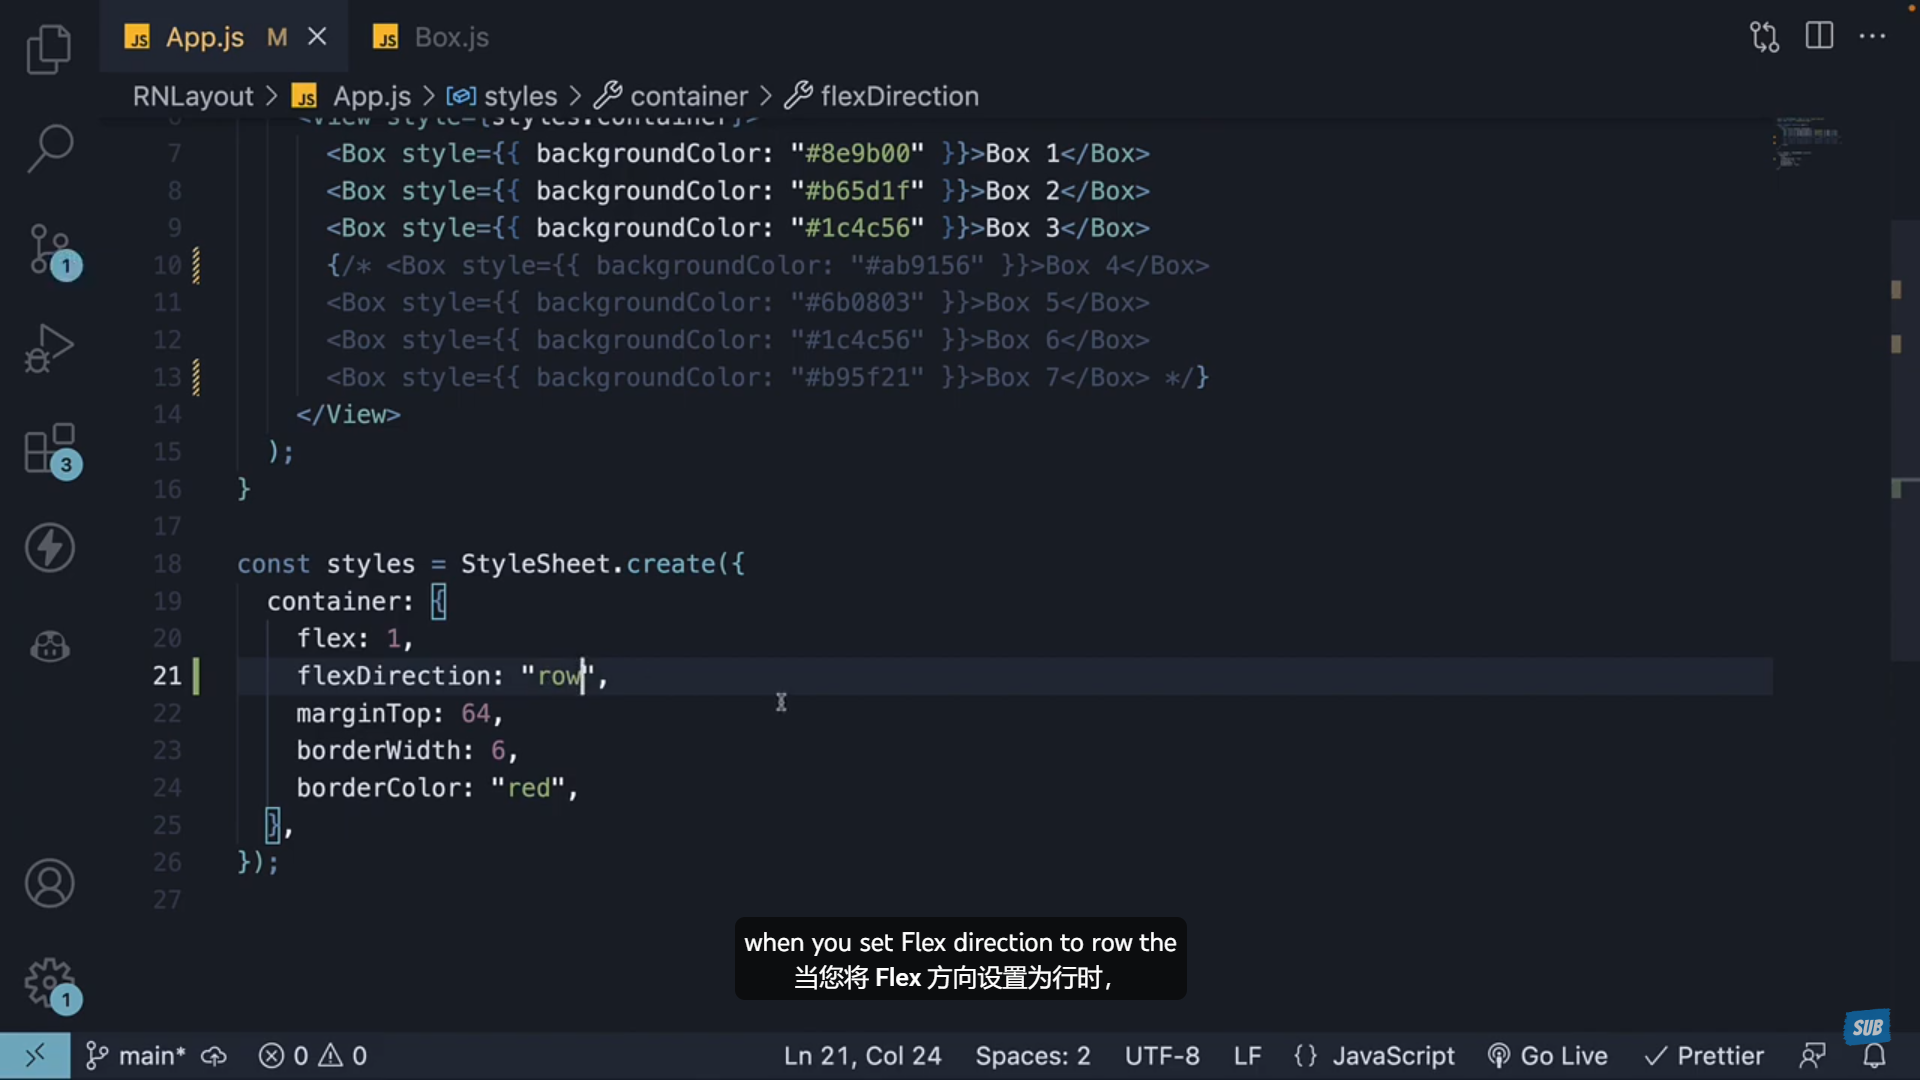 App.js M
Box.js
RNLayout > App.js > styles > container > flexDirection
6 <View style={styles.container}>
7 <Box style={{ backgroundColor: "#8e9b00" }}>Box 1</Box>
8 <Box style={{ backgroundColor: "#b65d1f" }}>Box 2</Box>
9 <Box style={{ backgroundColor: "#1c4c56" }}>Box 3</Box>
10 {/* <Box style={{ backgroundColor: "#ab9156" }}>Box 4</Box>
11 <Box style={{ backgroundColor: "#6b0803" }}>Box 5</Box>
12 <Box style={{ backgroundColor: "#1c4c56" }}>Box 6</Box>
13 <Box style={{ backgroundColor: "#b95f21" }}>Box 7</Box> */}
14 </View>
15 );
16 }
17
18 const styles = StyleSheet.create({
19 container: {
20 flex: 1,
21 flexDirection: "row",
22 marginTop: 64,
23 borderWidth: 6,
24 borderColor: "red",
25 },
26 });
27
1
3
1
when you set Flex direction to row the
当您将 Flex 方向设置为行时，
SUB
main* 0 0 Ln 21, Col 24 Spaces: 2 UTF-8 LF {} JavaScript Go Live Prettier